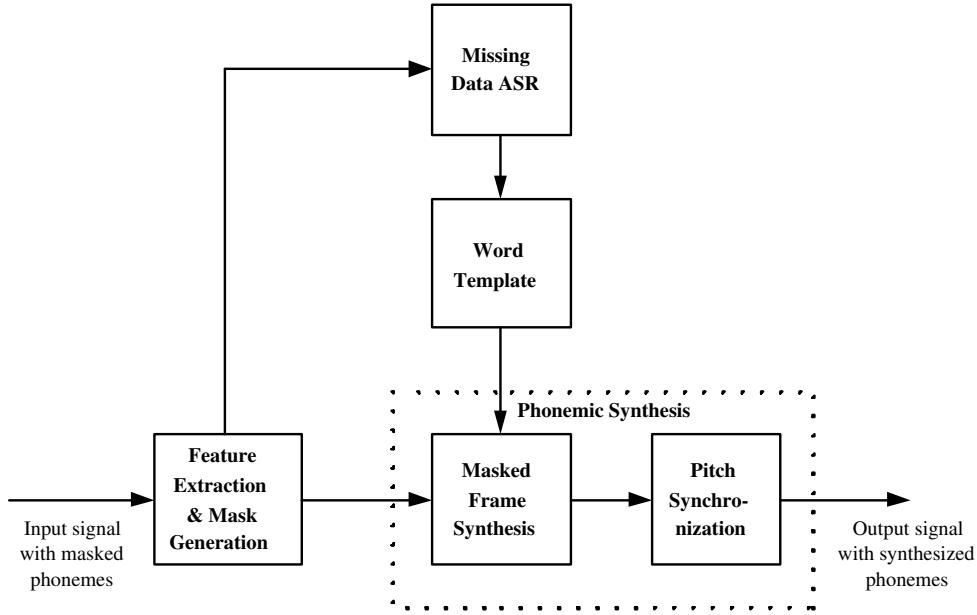 Missing
Data ASR
Word
Template
Phonemic Synthesis
Feature
Extraction
& Mask
Generation
Masked
Frame
Synthesis
Pitch
Synchro-
nization
Input signal
with masked
phonemes
Output signal
with synthesized
phonemes